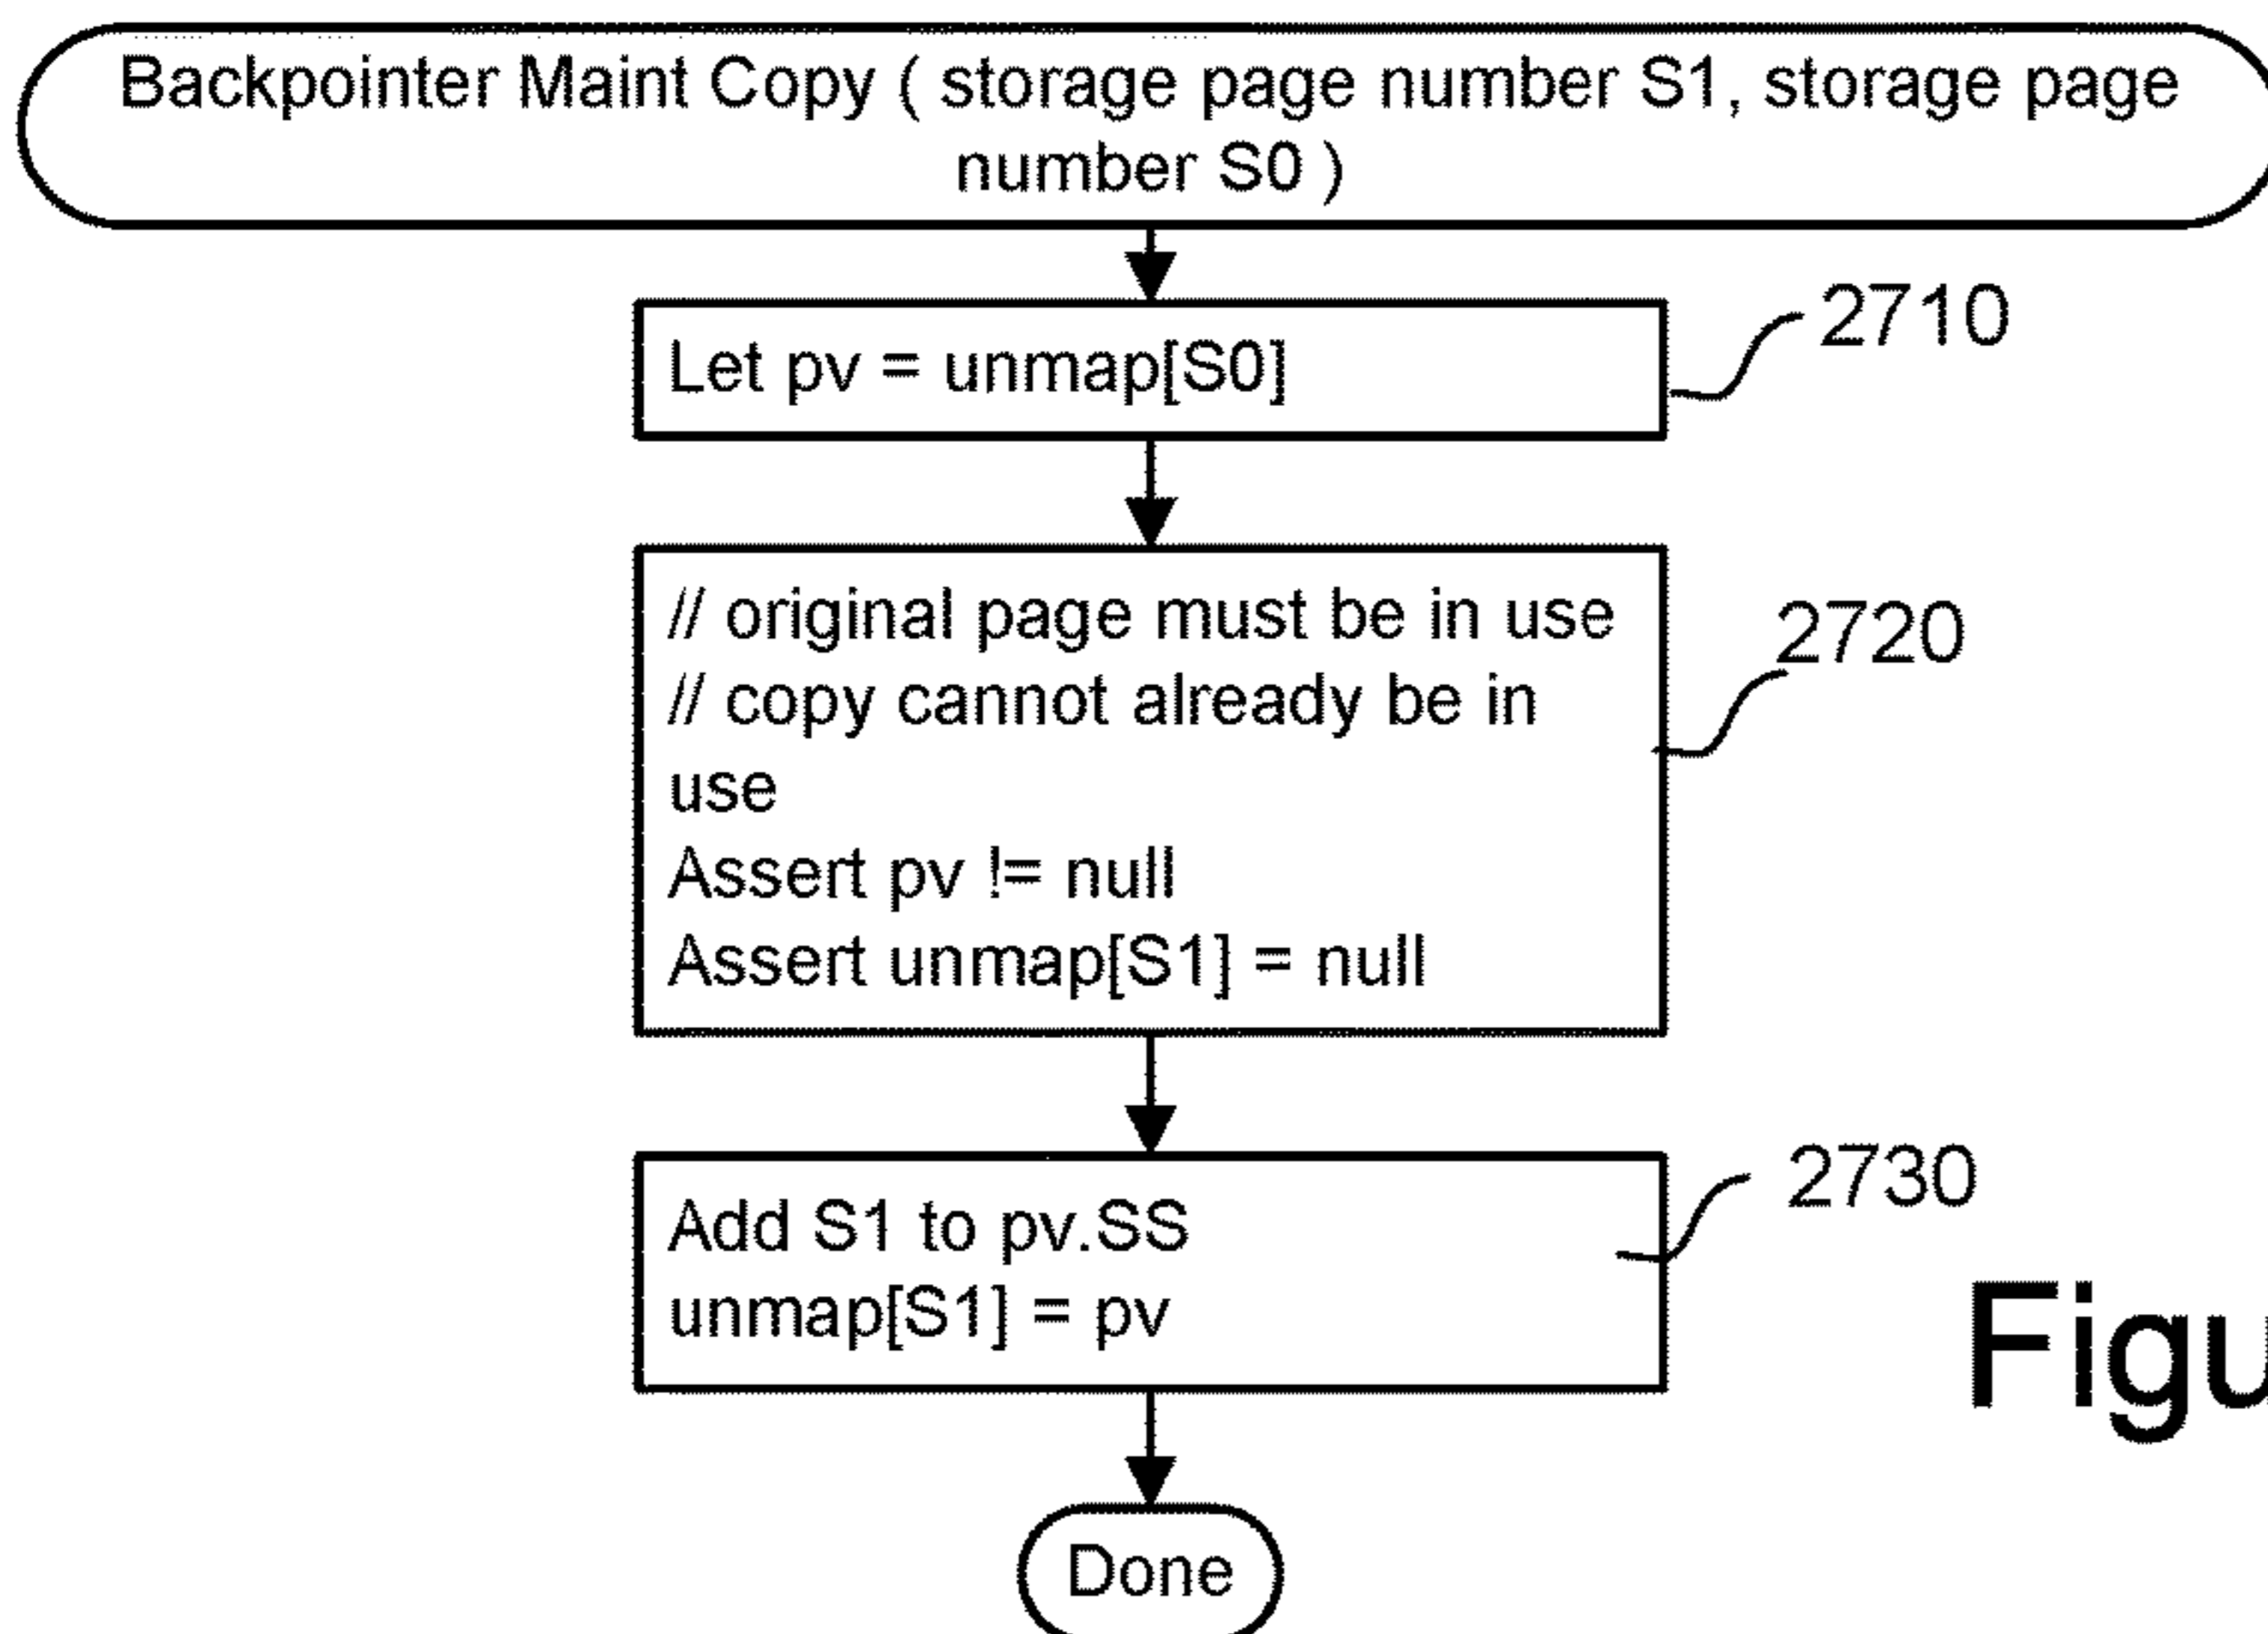 Backpointer Maint Copy ( storage page number S1, storage page
number S0 )
Let pv = unmap[S0]
2710
// original page must be in use
// copy cannot already be in
use
Assert pv != null
Assert unmap[S1] = null
2720
Add S1 to pv.SS
unmap[S1] = pv
2730
Done